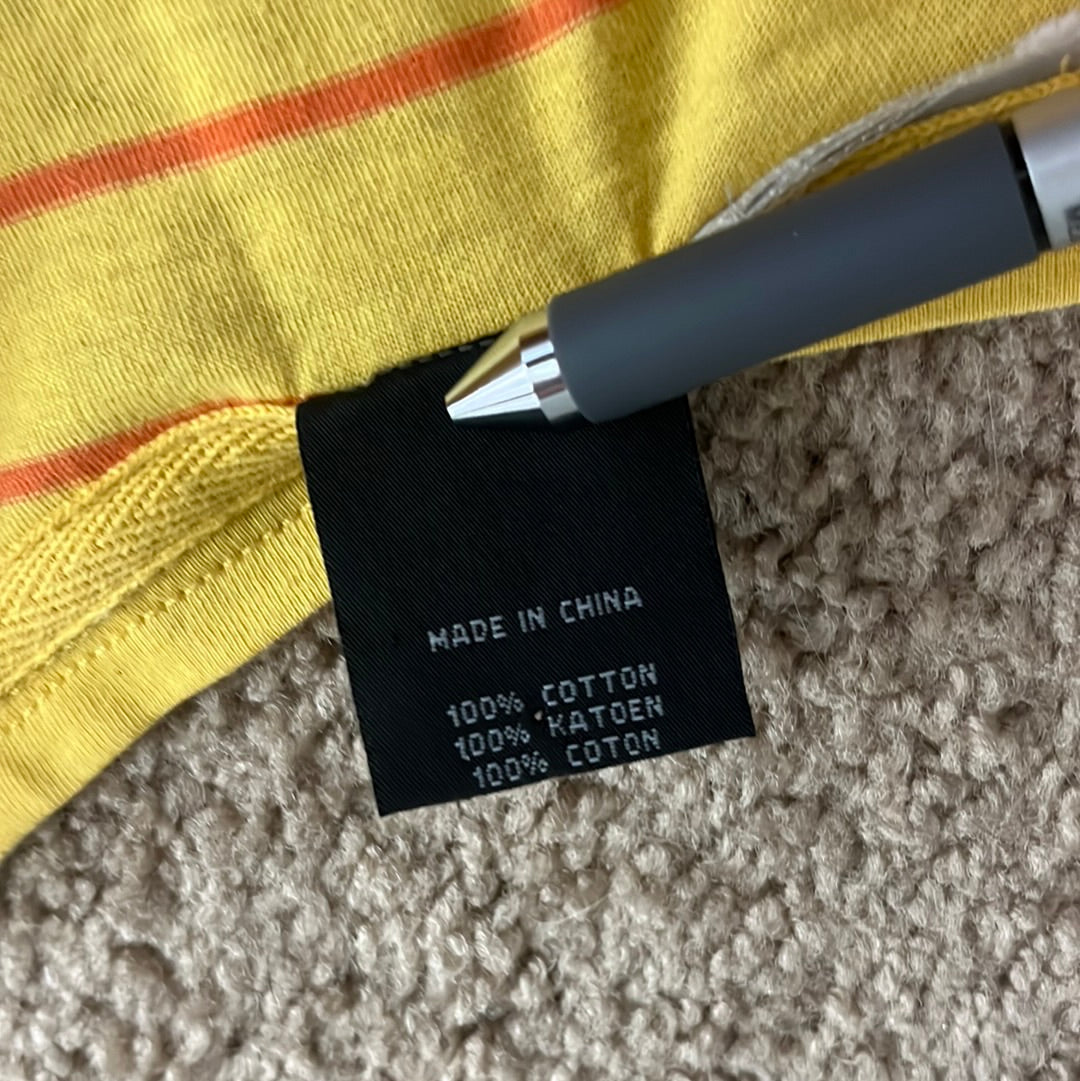 MADE IN CHINA
100% COTTON
100% KATOEN
100% COTON